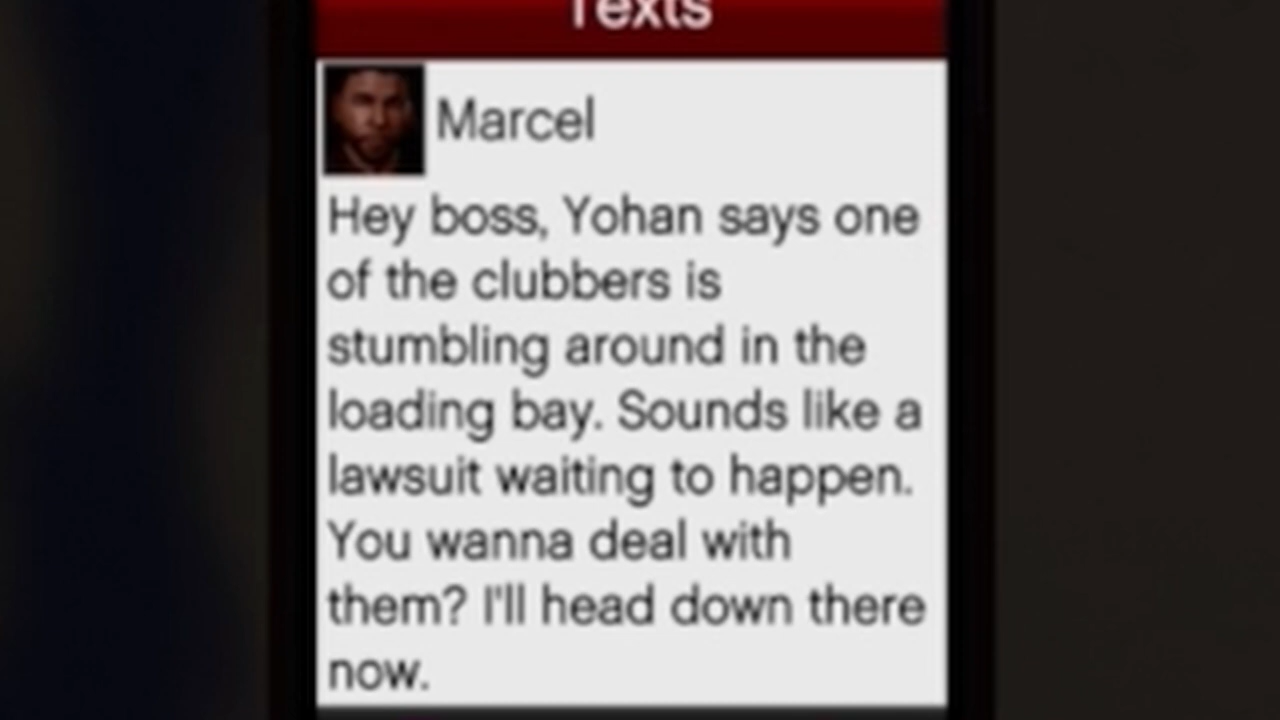 Texts
Marcel
Hey boss, Yohan says one
of the clubbers is
stumbling around in the
loading bay. Sounds like a
lawsuit waiting to happen.
You wanna deal with
them? I'll head down there
now.